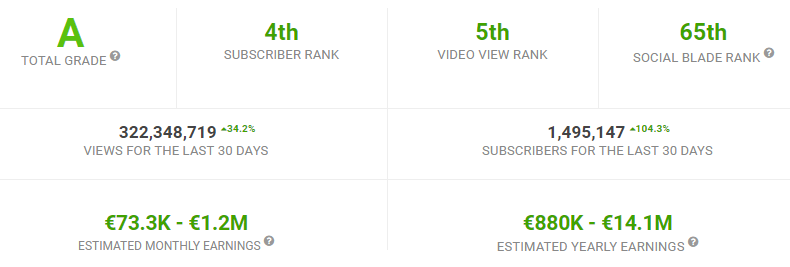 A
TOTAL GRADE ?
4th
SUBSCRIBER RANK
5th
VIDEO VIEW RANK
65th
SOCIAL BLADE RANK ?
322,348,719 34.2%
VIEWS FOR THE LAST 30 DAYS
1,495,147 104.3%
SUBSCRIBERS FOR THE LAST 30 DAYS
€73.3K - €1.2M
ESTIMATED MONTHLY EARNINGS ?
€880K - €14.1M
ESTIMATED YEARLY EARNINGS ?